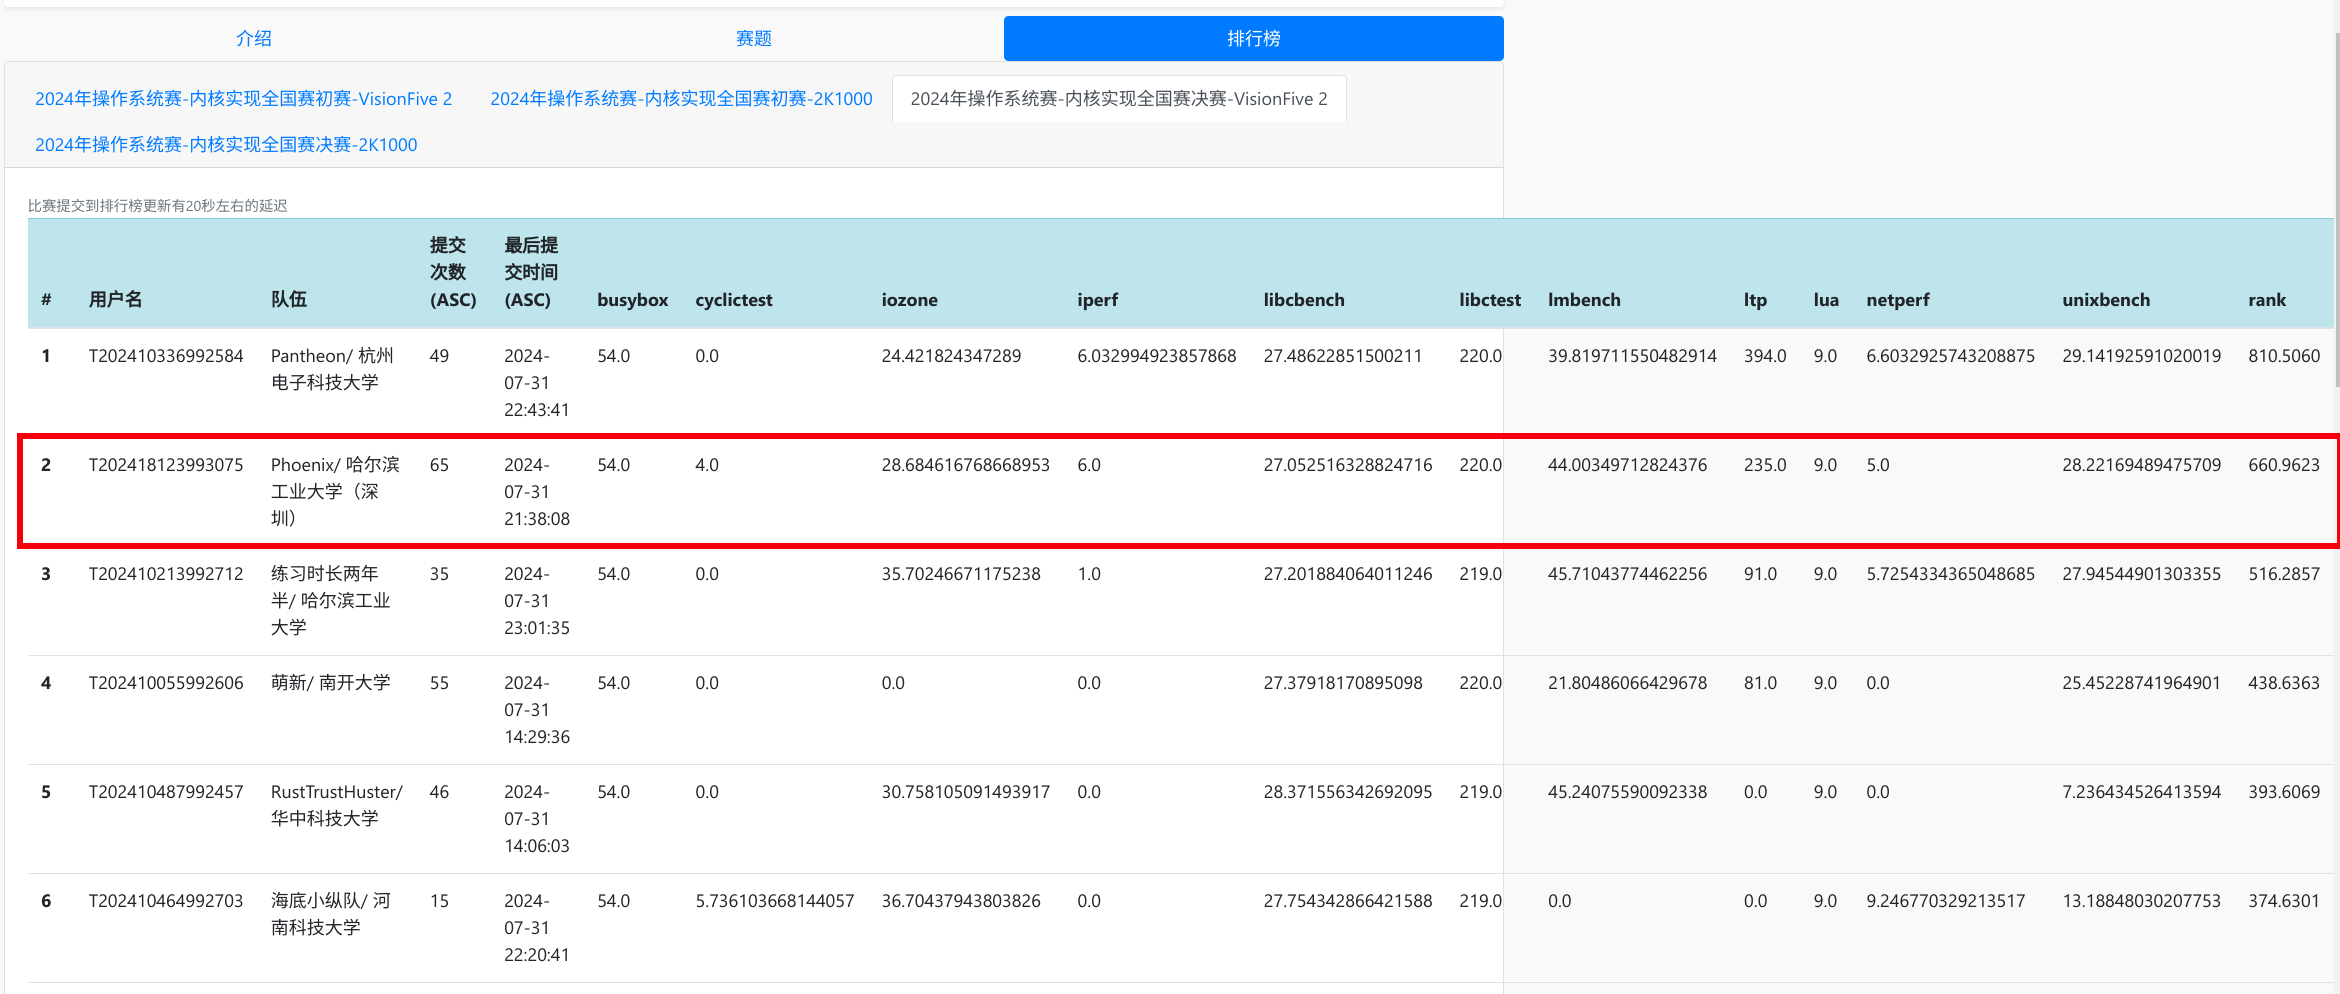 介绍 赛题 排行榜
2024年操作系统赛-内核实现全国赛初赛-VisionFive 2 2024年操作系统赛-内核实现全国赛初赛-2K1000 2024年操作系统赛-内核实现全国赛决赛-VisionFive 2
2024年操作系统赛-内核实现全国赛决赛-2K1000
比赛提交到排行榜更新有20秒左右的延迟
# 用户名 队伍 提交次数(ASC) 最后提交时间(ASC) busybox cyclictest iozone iperf libcbench libctest lmbench ltp lua netperf unixbench rank
1 T202410336992584 Pantheon/ 杭州电子科技大学 49 2024-07-31 22:43:41 54.0 0.0 24.421824347289 6.032994923857868 27.48622851500211 220.0 39.819711550482914 394.0 9.0 6.6032925743208875 29.14192591020019 810.5060
2 T202418123993075 Phoenix/ 哈尔滨工业大学（深圳） 65 2024-07-31 21:38:08 54.0 4.0 28.684616768668953 6.0 27.052516328824716 220.0 44.00349712824376 235.0 9.0 5.0 28.22169489475709 660.9623
3 T202410213992712 练习时长两年半/ 哈尔滨工业大学 35 2024-07-31 23:01:35 54.0 0.0 35.70246671175238 1.0 27.201884064011246 219.0 45.71043774462256 91.0 9.0 5.7254334365048685 27.94544901303355 516.2857
4 T202410055992606 萌新/ 南开大学 55 2024-07-31 14:29:36 54.0 0.0 0.0 0.0 27.37918170895098 220.0 21.80486066429678 81.0 9.0 0.0 25.45228741964901 438.6363
5 T202410487992457 RustTrustHuster/ 华中科技大学 46 2024-07-31 14:06:03 54.0 0.0 30.758105091493917 0.0 28.371556342692095 219.0 45.24075590092338 0.0 9.0 0.0 7.236434526413594 393.6069
6 T202410464992703 海底小纵队/ 河南科技大学 15 2024-07-31 22:20:41 54.0 5.736103668144057 36.70437943803826 0.0 27.754342866421588 219.0 0.0 0.0 9.0 9.246770329213517 13.18848030207753 374.6301